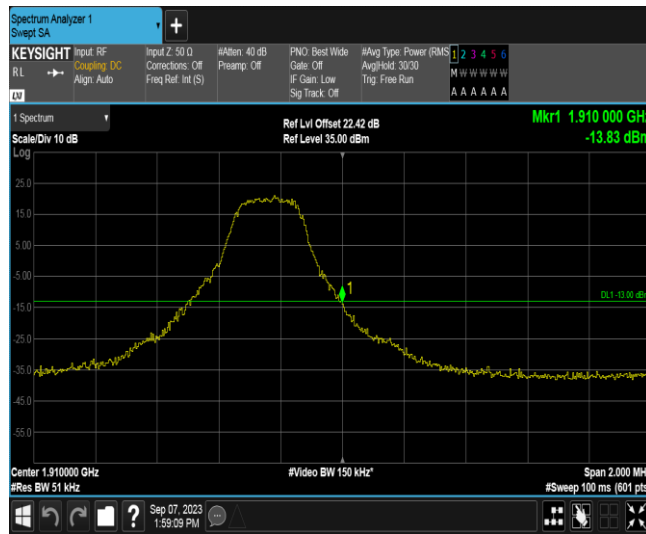 Spectrum Analyzer 1
Swept SA
+
KEYSIGHT
RL
LXI
Input: RF
Coupling: DC
Align: Auto
Input Z: 50 Ω
Corrections: Off
Freq Ref: Int (S)
#Atten: 40 dB
Preamp: Off
PNO: Best Wide
Gate: Off
IF Gain: Low
Sig Track: Off
#Avg Type: Power (RMS
Avg|Hold: 30/30
Trig: Free Run
1 2 3 4 5 6
M W W W W W
A A A A A A
1 Spectrum
Scale/Div 10 dB
Log
Ref Lvl Offset 22.42 dB
Ref Level 35.00 dBm
Mkr1 1.910 000 GHz
-13.83 dBm
25.0
15.0
5.00
-5.00
-15.0
-25.0
-35.0
-45.0
-55.0
1
DL1 -13.00 dBm
Center 1.910000 GHz
#Res BW 51 kHz
#Video BW 150 kHz*
Span 2.000 MH
#Sweep 100 ms (601 pts
?
Sep 07, 2023
1:59:09 PM